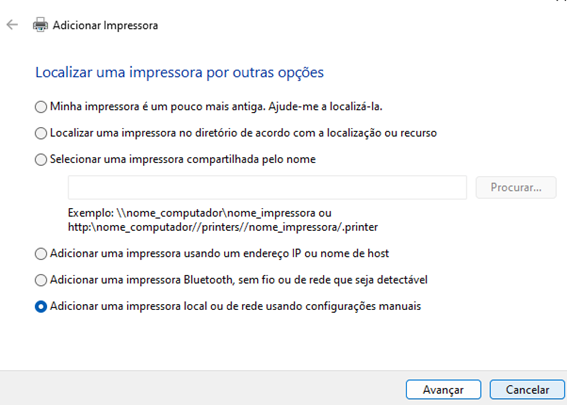 Adicionar Impressora
Localizar uma impressora por outras opções
Minha impressora é um pouco mais antiga. Ajude-me a localizá-la.
Localizar uma impressora no diretório de acordo com a localização ou recurso
Selecionar uma impressora compartilhada pelo nome
Procurar...
Exemplo: \\nome_computador\nome_impressora ou
http:\nome_computador//printers//nome_impressora/.printer
Adicionar uma impressora usando um endereço IP ou nome de host
Adicionar uma impressora Bluetooth, sem fio ou de rede que seja detectável
Adicionar uma impressora local ou de rede usando configurações manuais
Avançar
Cancelar